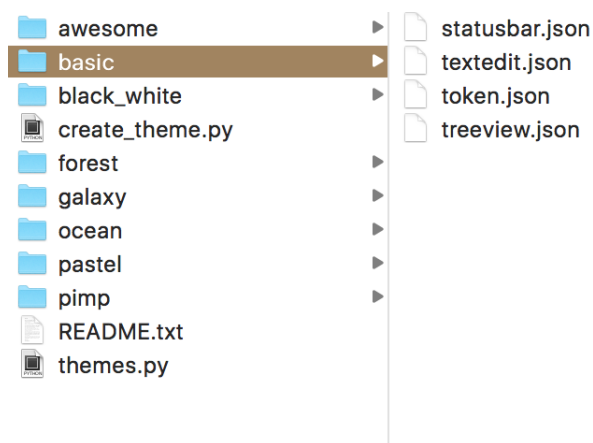 awesome
basic
black_white
create_theme.py
forest
galaxy
ocean
pastel
pimp
README.txt
themes.py
statusbar.json
textedit.json
token.json
treeview.json